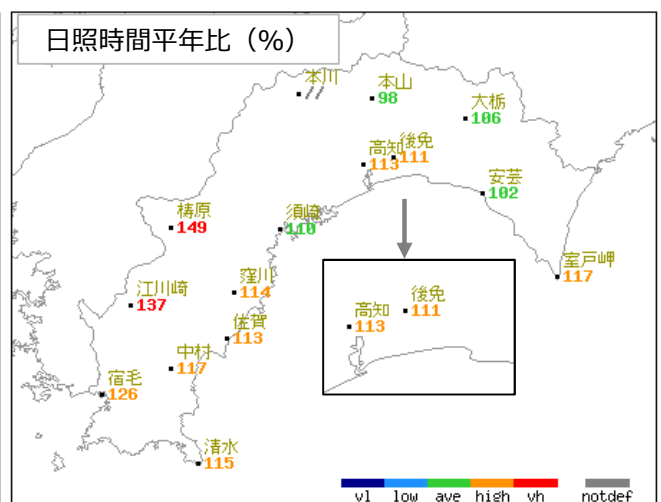 日照時間平年比（%）
本川
//
本山
98
大栃
106
高知
113
後免
111
安芸
102
梼原
149
須崎
110
室戸岬
117
江川崎
137
窪川
114
佐賀
113
中村
117
宿毛
126
清水
115
高知
113
後免
111
vl low ave high vh notdef